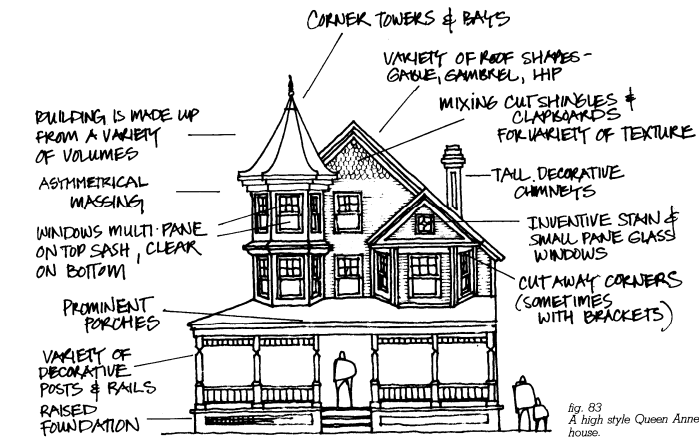 CORNER TOWERS & BAYS
VARIETY OF ROOF SHAPES-
GABLE, GAMBREL, HIP
MIXING CUT SHINGLES &
CLAPBOARDS
FOR VARIETY OF TEXTURE
TALL, DECORATIVE
CHIMNEYS
INVENTIVE STAIN &
SMALL PANE GLASS
WINDOWS
CUT AWAY CORNERS
(SOMETIMES
WITH BRACKETS)
BUILDING IS MADE UP
FROM A VARIETY
OF VOLUMES
ASYMMETRICAL
MASSING
WINDOWS MULTI-PANE
ON TOP SASH, CLEAR
ON BOTTOM
PROMINENT
PORCHES
VARIETY OF
DECORATIVE
POSTS & RAILS
RAISED
FOUNDATION
fig. 83
A high style Queen Anne
house.